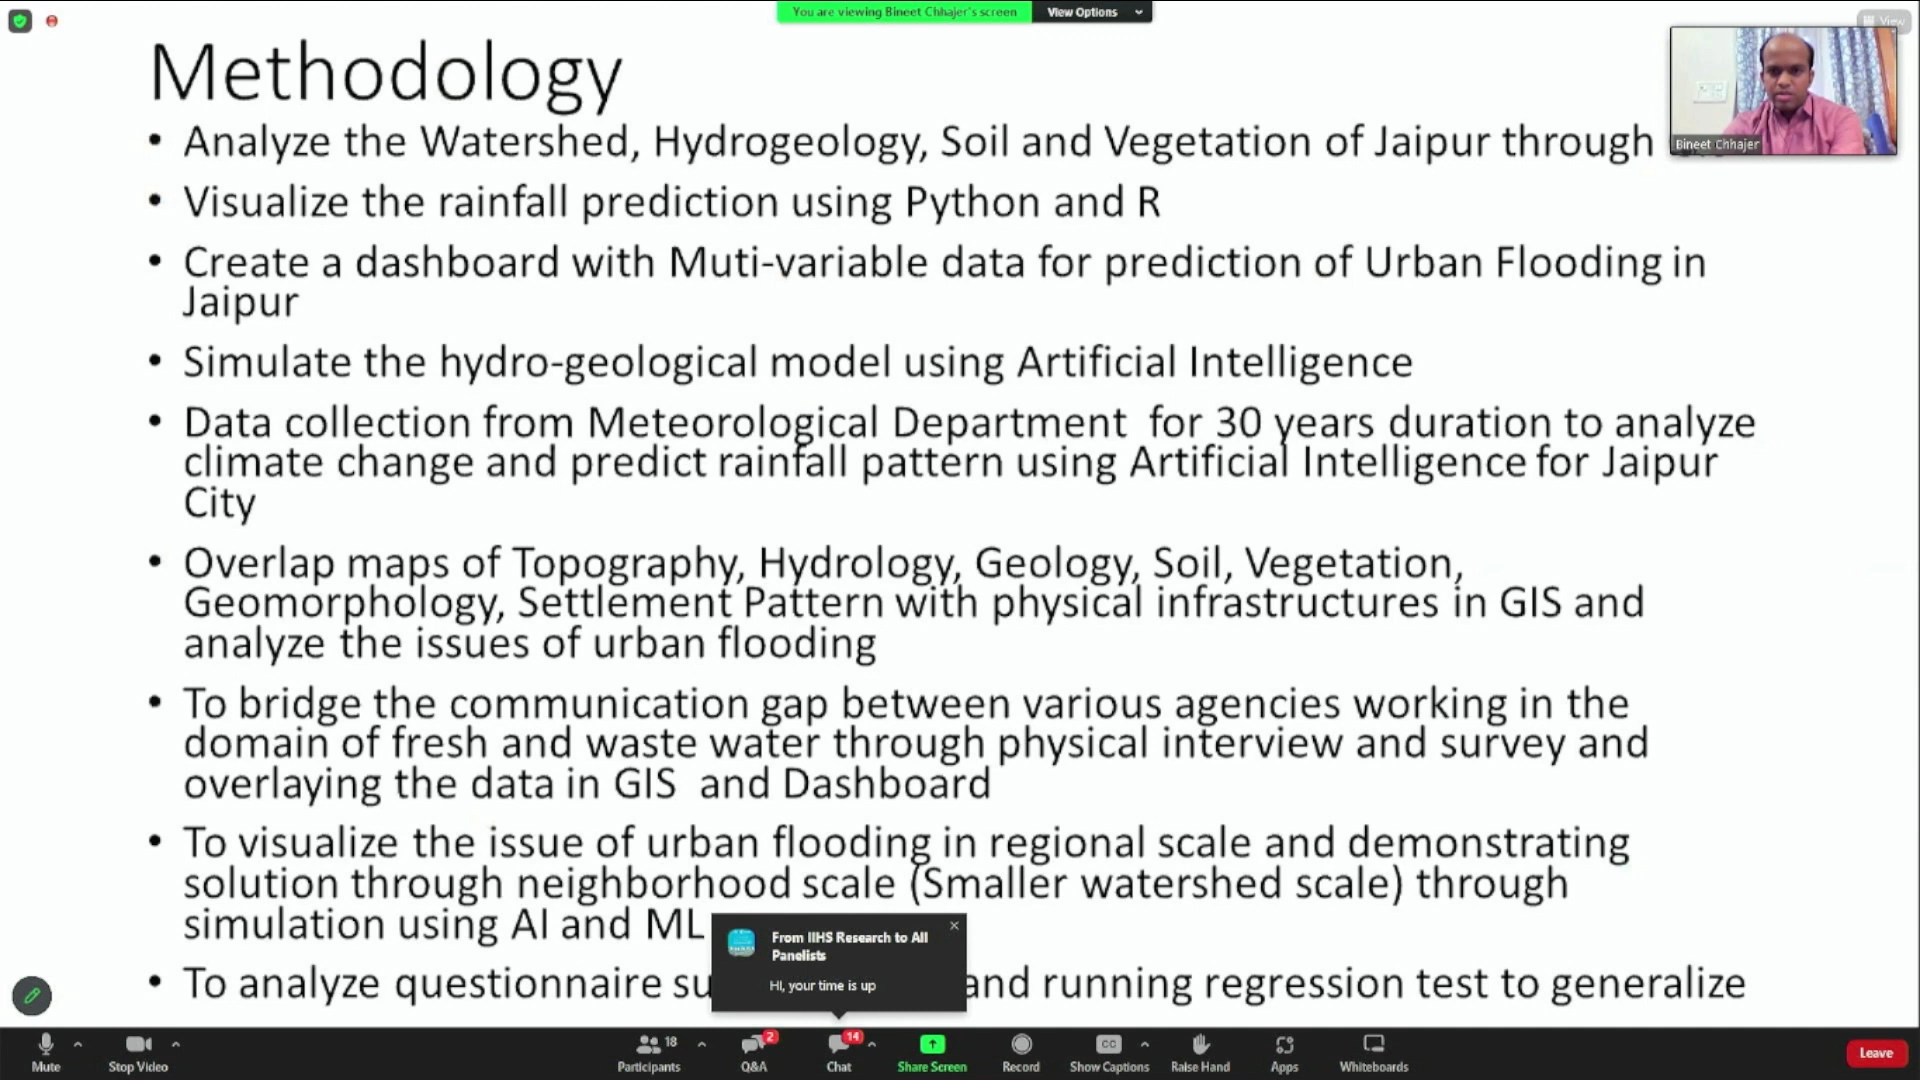 You are viewing Bineet Chhajer's screen
View Options
View
Methodology
Bineet Chhajer
• Analyze the Watershed, Hydrogeology, Soil and Vegetation of Jaipur through
• Visualize the rainfall prediction using Python and R
• Create a dashboard with Muti-variable data for prediction of Urban Flooding in
Jaipur
• Simulate the hydro-geological model using Artificial Intelligence
• Data collection from Meteorological Department for 30 years duration to analyze
climate change and predict rainfall pattern using Artificial Intelligence for Jaipur
City
• Overlap maps of Topography, Hydrology, Geology, Soil, Vegetation,
Geomorphology, Settlement Pattern with physical infrastructures in GIS and
analyze the issues of urban flooding
• To bridge the communication gap between various agencies working in the
domain of fresh and waste water through physical interview and survey and
overlaying the data in GIS and Dashboard
• To visualize the issue of urban flooding in regional scale and demonstrating
solution through neighborhood scale (Smaller watershed scale) through
simulation using AI and ML
From IIHS Research to All
Panelists
HI, your time is up
• To analyze questionnaire and running regression test to generalize
18
2
14
CC
Mute
Stop Video
Participants
Q&A
Chat
Share Screen
Record
Show Captions
Raise Hand
Apps
Whiteboards
Leave